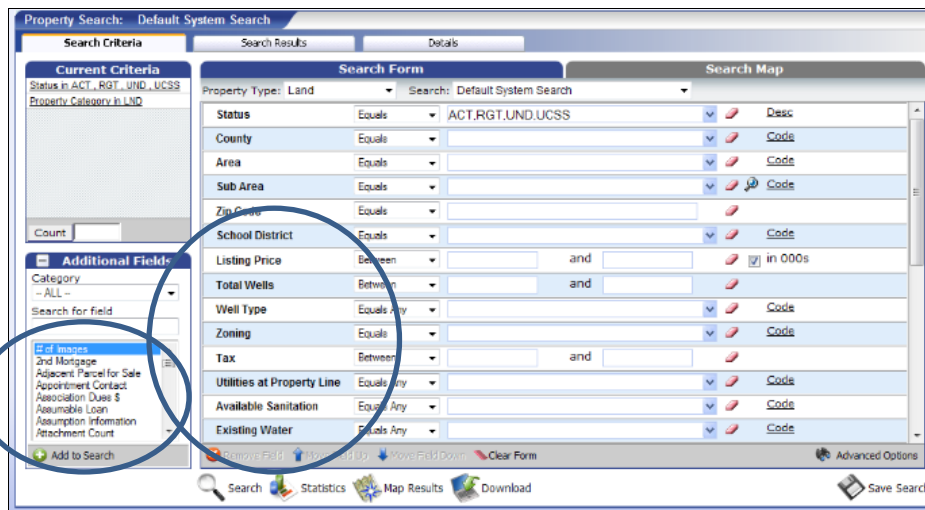 Property Search: Default System Search
Search Criteria Search Results Details
Current Criteria
Status in ACT , RGT , UND , UCSS
Property Category in LND
Count
Additional Fields
Category
-- ALL --
Search for field
# of Images
2nd Mortgage
Adjacent Parcel for Sale
Appointment Contact
Association Dues $
Assumable Loan
Assumption Information
Attachment Count
Add to Search
Search Form Search Map
Property Type: Land Search: Default System Search
Status Equals ACT,RGT,UND,UCSS Desc
County Equals Code
Area Equals Code
Sub Area Equals Code
Zip Code Equals
School District Equals Code
Listing Price Between and in 000s
Total Wells Between and
Well Type Equals Any Code
Zoning Equals Code
Tax Between and
Utilities at Property Line Equals Any Code
Available Sanitation Equals Any Code
Existing Water Equals Any Code
Remove Field Move Field Up Move Field Down Clear Form Advanced Options
Search Statistics Map Results Download Save Search